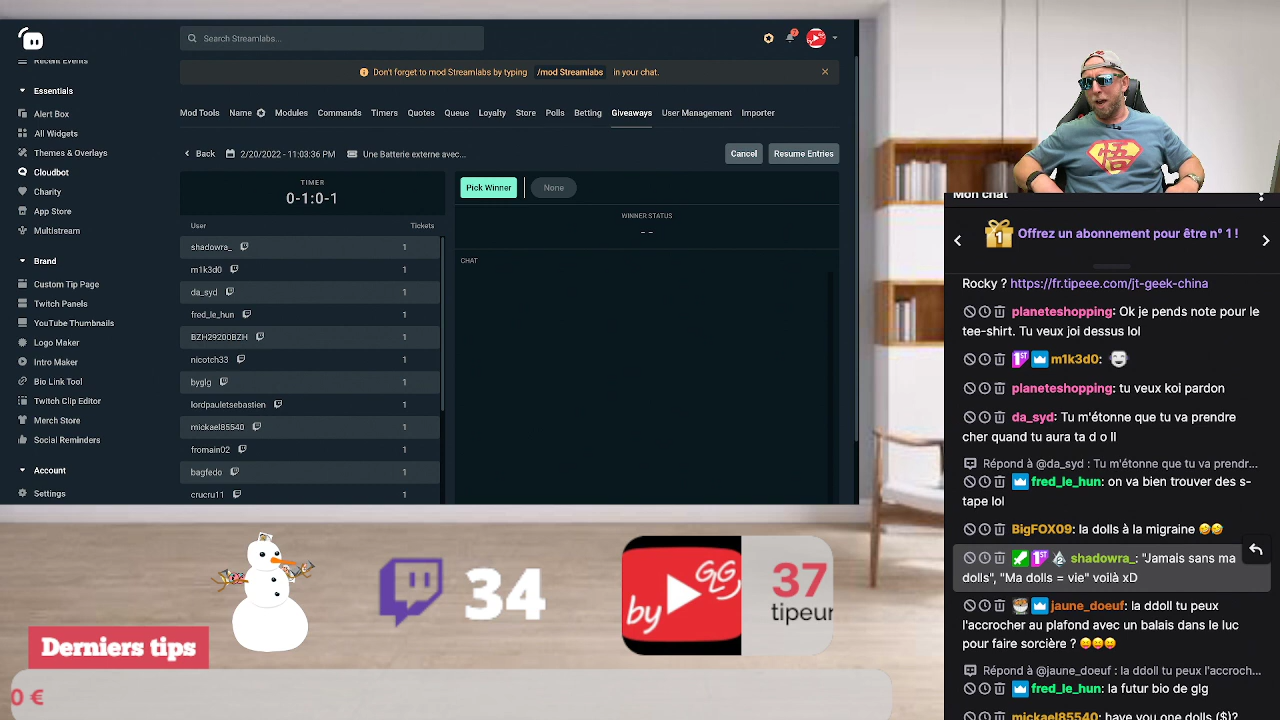 Search Streamlabs...
Don't forget to mod Streamlabs by typing /mod Streamlabs in your chat.
Recent Events
Essentials
Alert Box
All Widgets
Themes & Overlays
Cloudbot
Charity
App Store
Multistream
Brand
Custom Tip Page
Twitch Panels
YouTube Thumbnails
Logo Maker
Intro Maker
Bio Link Tool
Twitch Clip Editor
Merch Store
Social Reminders
Account
Settings
Mod Tools Name Modules Commands Timers Quotes Queue Loyalty Store Polls Betting Giveaways User Management Importer
Back 2/20/2022 - 11:03:36 PM Une Batterie externe avec... Cancel Resume Entries
TIMER
0-1:0-1
User Tickets
shadowra_ 1
m1k3d0 1
da_syd 1
fred_le_hun 1
BZH29200BZH 1
nicotch33 1
byglg 1
lordpauletsebastien 1
mickael85540 1
fromain02 1
bagfedo 1
crucru11 1
Pick Winner None
WINNER STATUS
--
CHAT
悟
Mon chat
1 Offrez un abonnement pour être n° 1 !
Rocky ? https://fr.tipeee.com/jt-geek-china
planeteshopping: Ok je pends note pour le
tee-shirt. Tu veux joi dessus lol
1ST m1k3d0:
planeteshopping: tu veux koi pardon
da_syd: Tu m'étonne que tu va prendre
cher quand tu aura ta d o ll
Répond à @da_syd : Tu m'étonne que tu va prendr...
fred_le_hun: on va bien trouver des s-
tape lol
BigFOX09: la dolls à la migraine 🤣🤣
1ST shadowra_: "Jamais sans ma
dolls", "Ma dolls = vie" voilà xD
jaune_doeuf: la ddoll tu peux
l'accrocher au plafond avec un balais dans le luc
pour faire sorcière ? 😝😝😝
Répond à @jaune_doeuf : la ddoll tu peux l'accroch...
fred_le_hun: la futur bio de glg
mickael85540: have you one dolls ($)?
34
by GLG
37
tipeur
Derniers tips
0 €